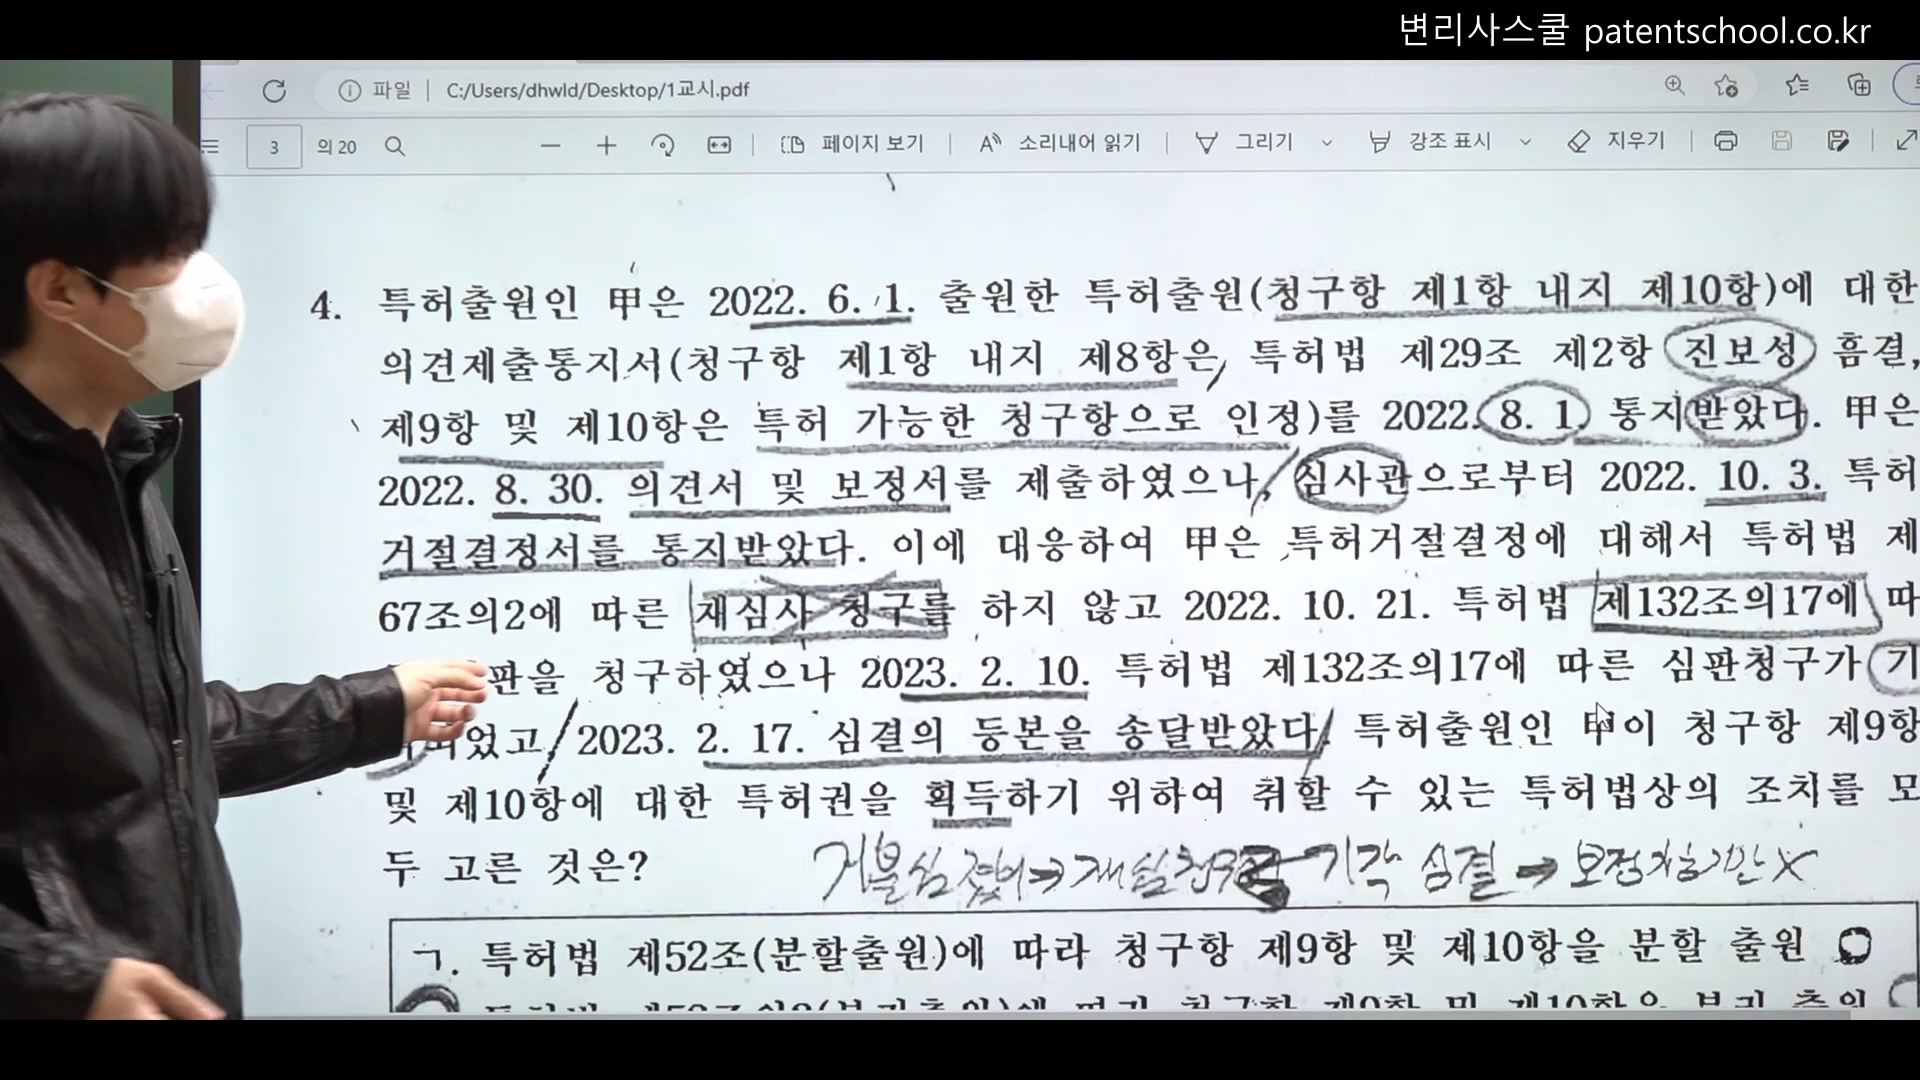 변리사스쿨 patentschool.co.kr
파일 C:/Users/dhwld/Desktop/1교시.pdf
3 의 20 페이지 보기 소리내어 읽기 그리기 강조 표시 지우기
4. 특허출원인 甲은 2022. 6. 1. 출원한 특허출원(청구항 제1항 내지 제10항)에 대한
의견제출통지서(청구항 제1항 내지 제8항은, 특허법 제29조 제2항 진보성 흠결,
제9항 및 제10항은 특허 가능한 청구항으로 인정)를 2022. 8. 1. 통지받았다. 甲은
2022. 8. 30. 의견서 및 보정서를 제출하였으나, 심사관으로부터 2022. 10. 3. 특허
거절결정서를 통지받았다. 이에 대응하여 甲은 특허거절결정에 대해서 특허법 제
67조의2에 따른 재심사 청구를 하지 않고 2022. 10. 21. 특허법 제132조의17에 따
판을 청구하였으나 2023. 2. 10. 특허법 제132조의17에 따른 심판청구가 기
되었고, 2023. 2. 17. 심결의 등본을 송달받았다. 특허출원인 甲이 청구항 제9항
및 제10항에 대한 특허권을 획득하기 위하여 취할 수 있는 특허법상의 조치를 모
두 고른 것은?
기각 심결 → 보정가능기간 X
ㄱ. 특허법 제52조(분할출원)에 따라 청구항 제9항 및 제10항을 분할 출원